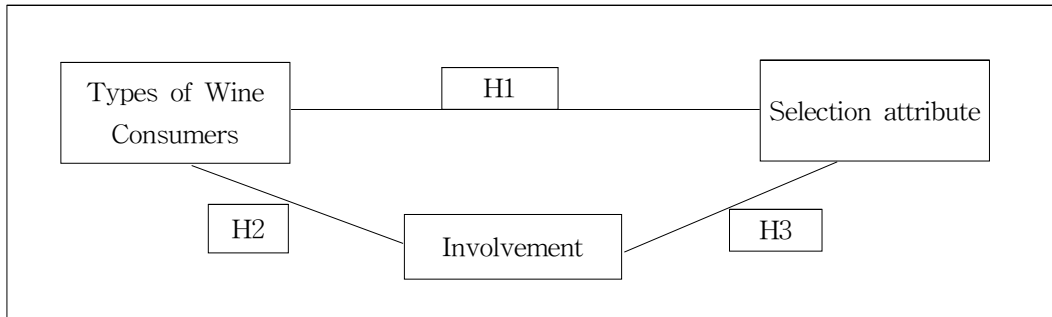 Types of Wine
Consumers
H1
Selection attribute
H2
Involvement
H3